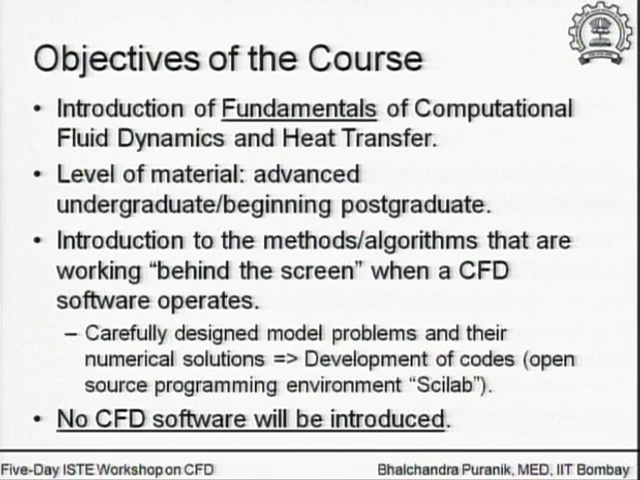 Objectives of the Course
• Introduction of Fundamentals of Computational
Fluid Dynamics and Heat Transfer.
• Level of material: advanced
undergraduate/beginning postgraduate.
• Introduction to the methods/algorithms that are
working “behind the screen” when a CFD
software operates.
– Carefully designed model problems and their
numerical solutions => Development of codes (open
source programming environment “Scilab”).
• No CFD software will be introduced.
Five-Day ISTE Workshop on CFD
Bhalchandra Puranik, MED, IIT Bombay